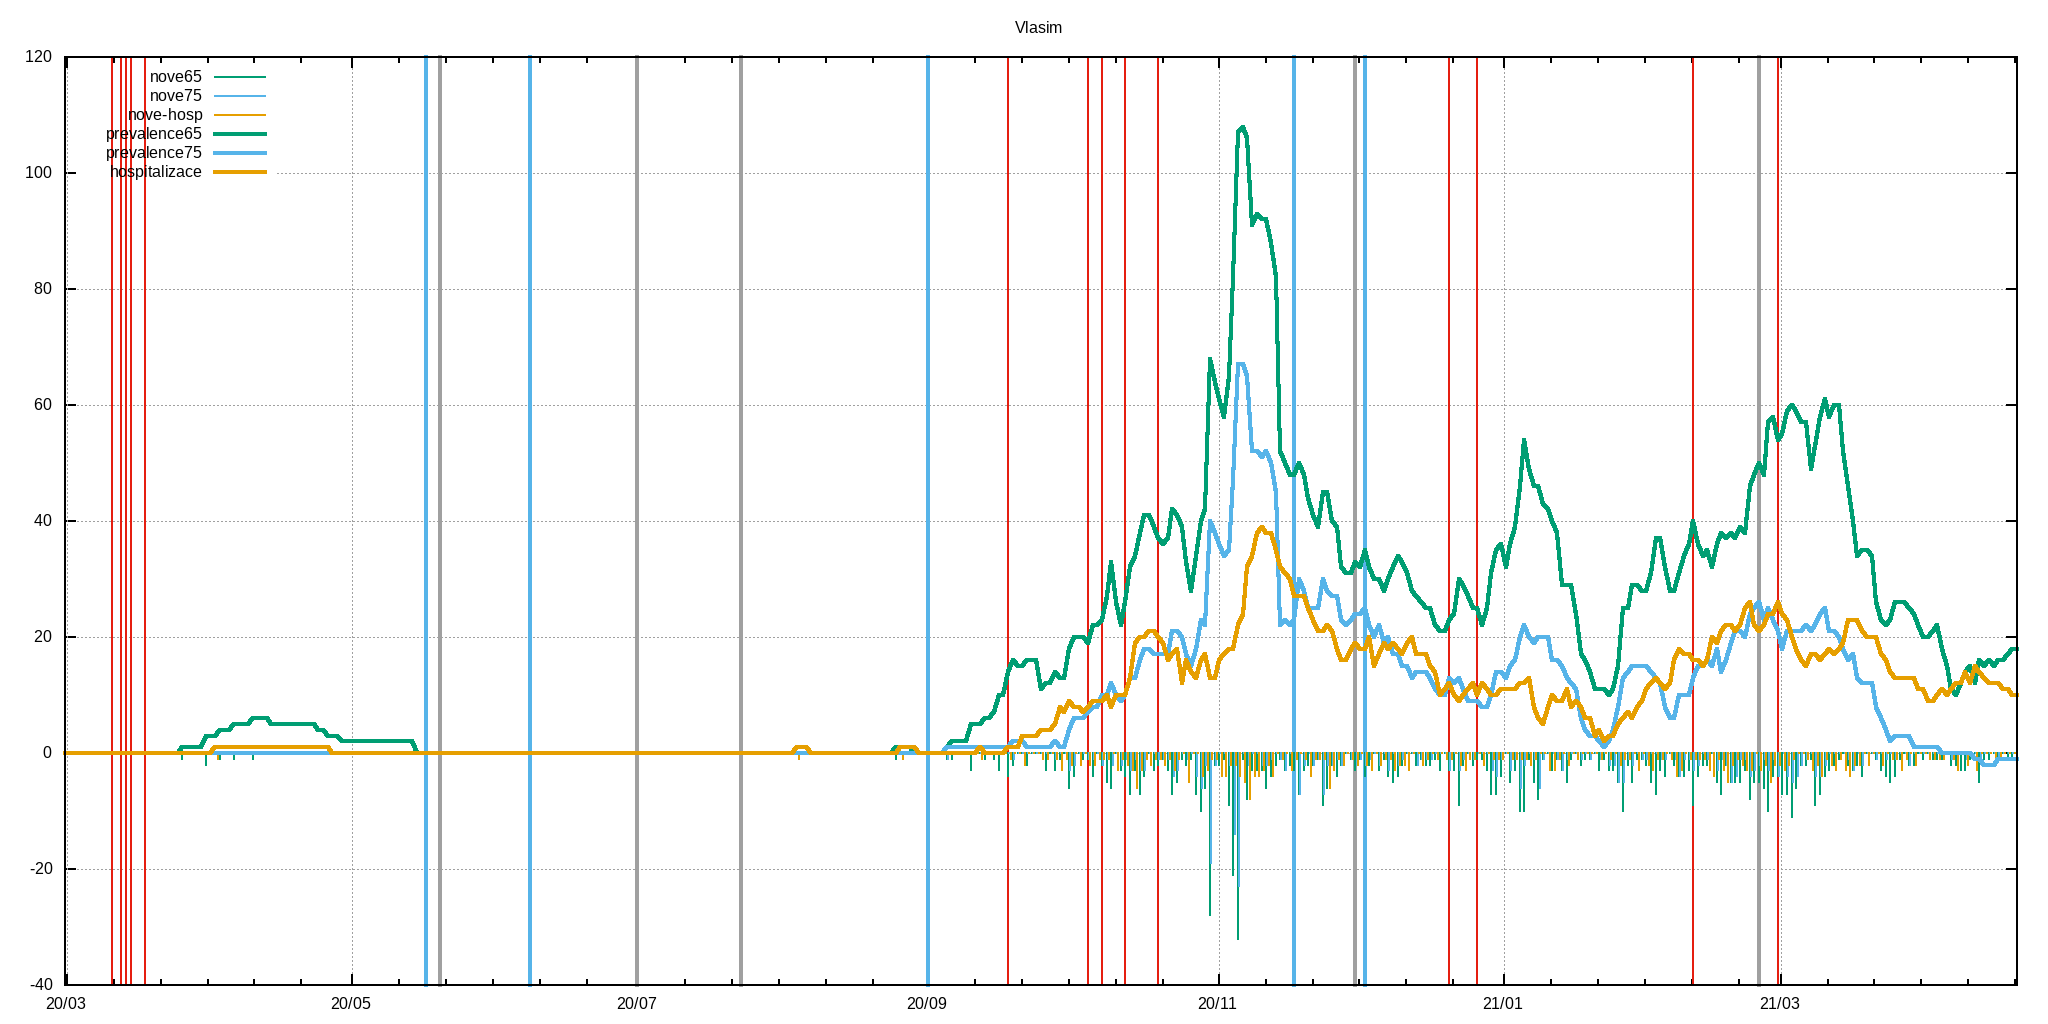 Vlasim
120
100
80
60
40
20
0
-20
-40
nove65
nove75
nove-hosp
prevalence65
prevalence75
hospitalizace
20/03 20/05 20/07 20/09 20/11 21/01 21/03